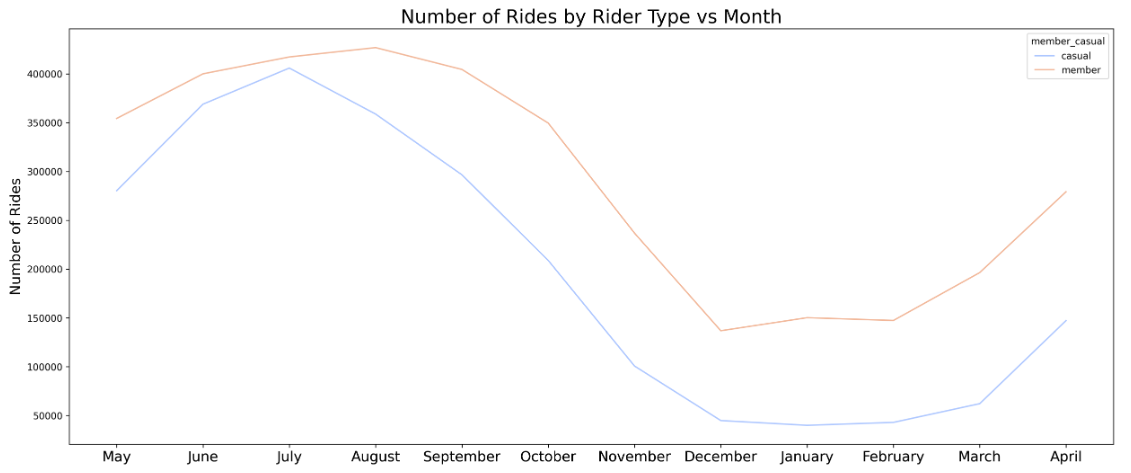 Number of Rides by Rider Type vs Month
member_casual
casual
member
Number of Rides
400000
350000
300000
250000
200000
150000
100000
50000
May June July August September October November December January February March April